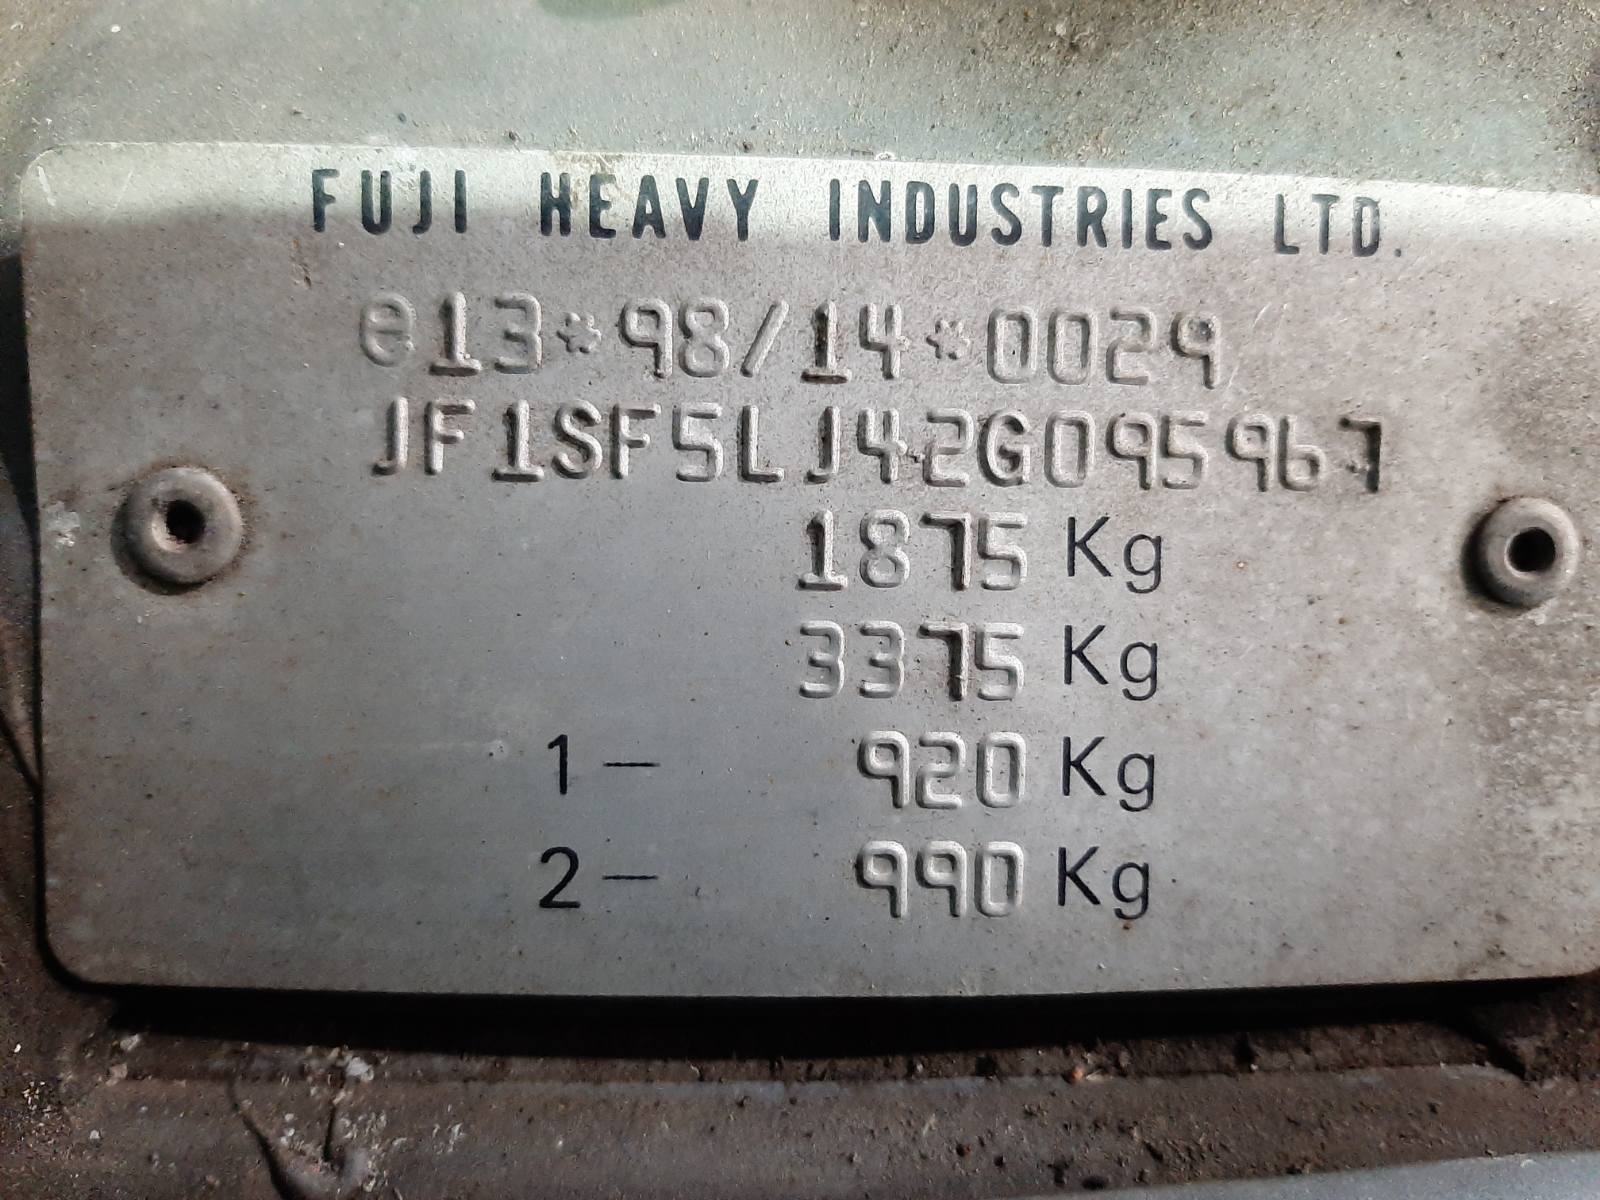 FUJI HEAVY INDUSTRIES LTD.
e13*98/14*0029
JF1SF5LJ42G095967
1875 Kg
3375 Kg
1- 920 Kg
2- 990 Kg